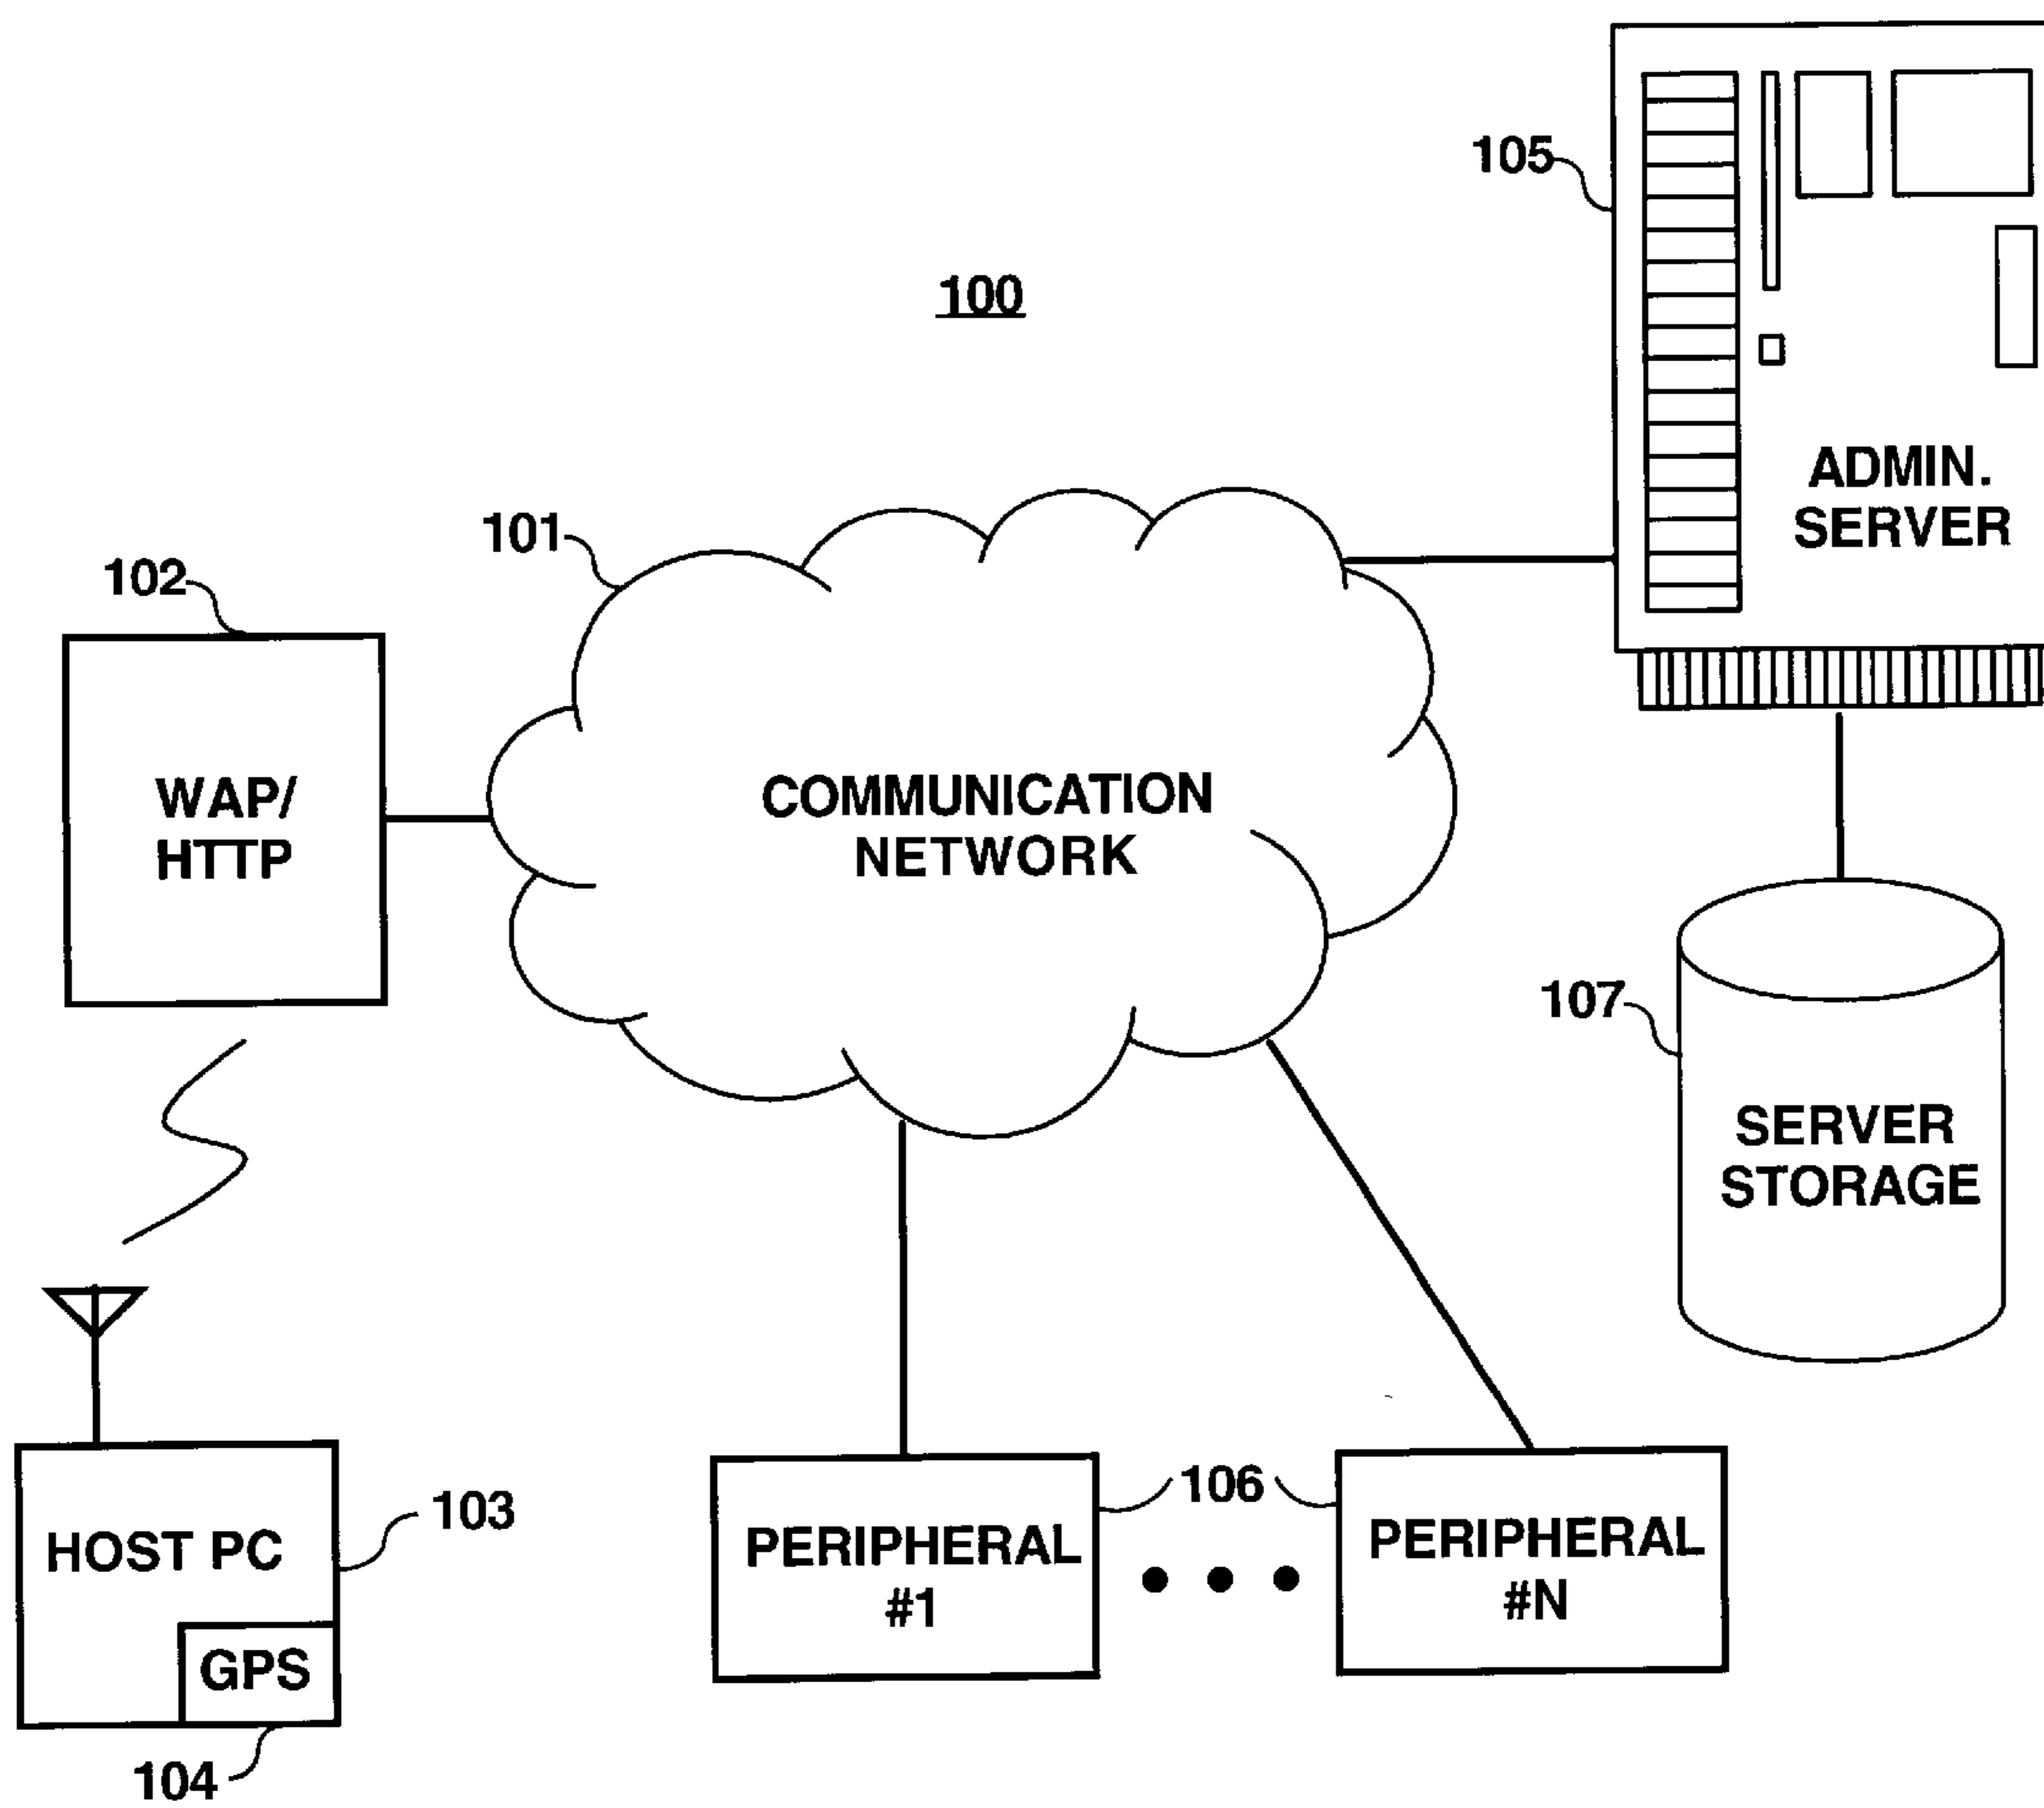 105
100
ADMIN.
SERVER
101
102
WAP/
HTTP
COMMUNICATION
NETWORK
107
SERVER
STORAGE
HOST PC
103
GPS
104
106
PERIPHERAL
#1
PERIPHERAL
#N